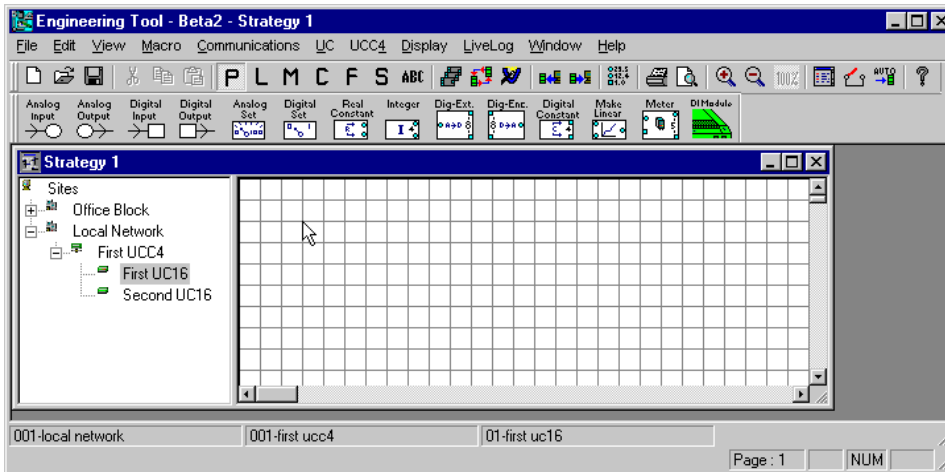 Engineering Tool - Beta2 - Strategy 1
File Edit View Macro Communications UC UCC4 Display LiveLog Window Help
P L M C F S ABC 100% AUTO ?
Analog Input Analog Output Digital Input Digital Output Analog Set Digital Set Real Constant Integer Dig-Ext. Dig-Enc. Digital Constant Make Linear Meter DI Module
Strategy 1
Sites
Office Block
Local Network
First UCC4
First UC16
Second UC16
001-local network 001-first ucc4 01-first uc16
Page : 1 NUM